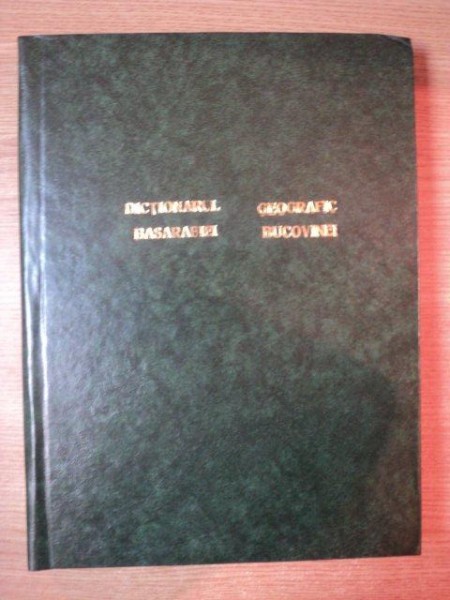 DICȚIONARUL GEOGRAFIC
BASARABIEI BUCOVINEI